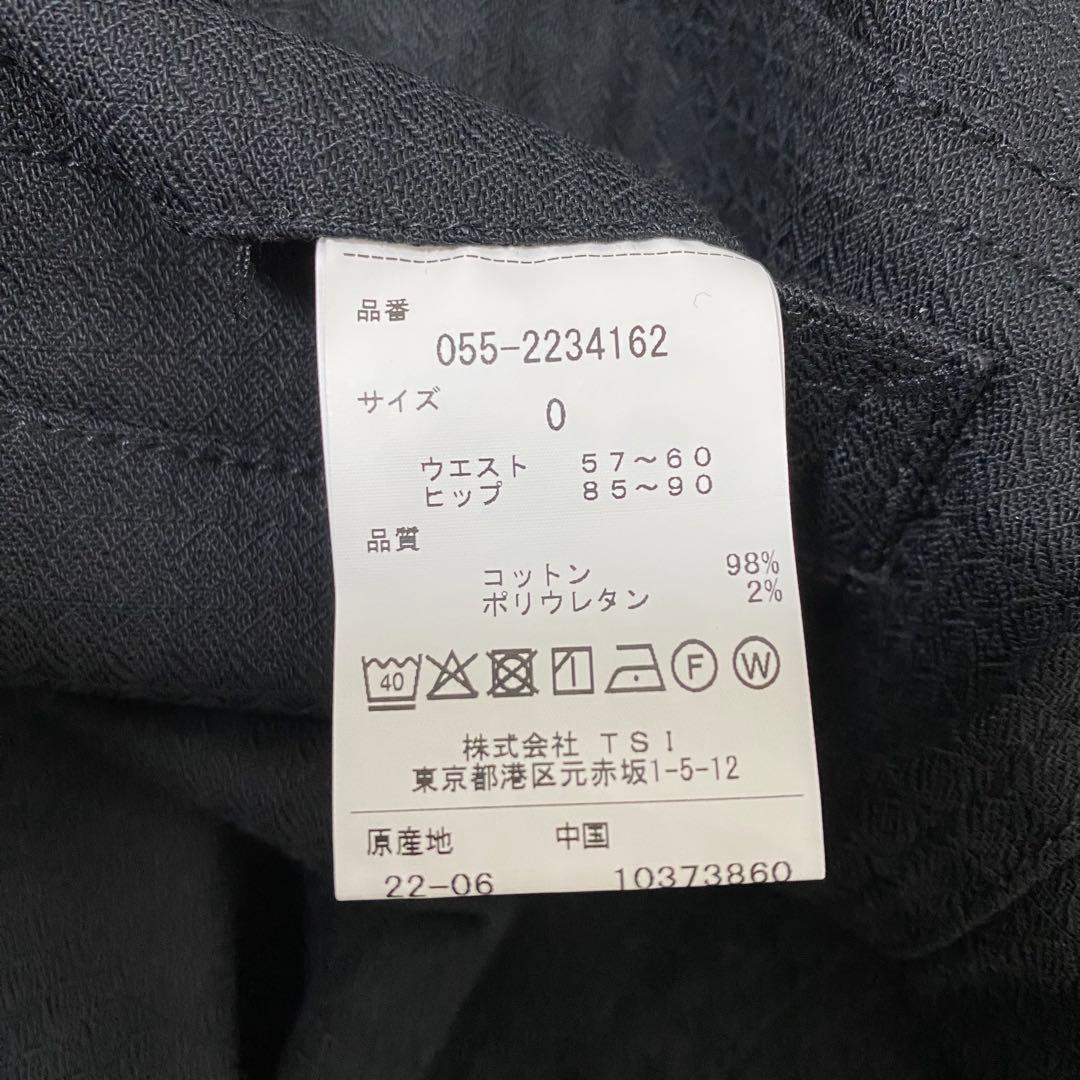 品番
055-2234162
サイズ 0
ウエスト 57～60
ヒップ 85～90
品質
コットン 98%
ポリウレタン 2%
40 F W
株式会社 TSI
東京都港区元赤坂1-5-12
原産地 中国
22-06 10373860